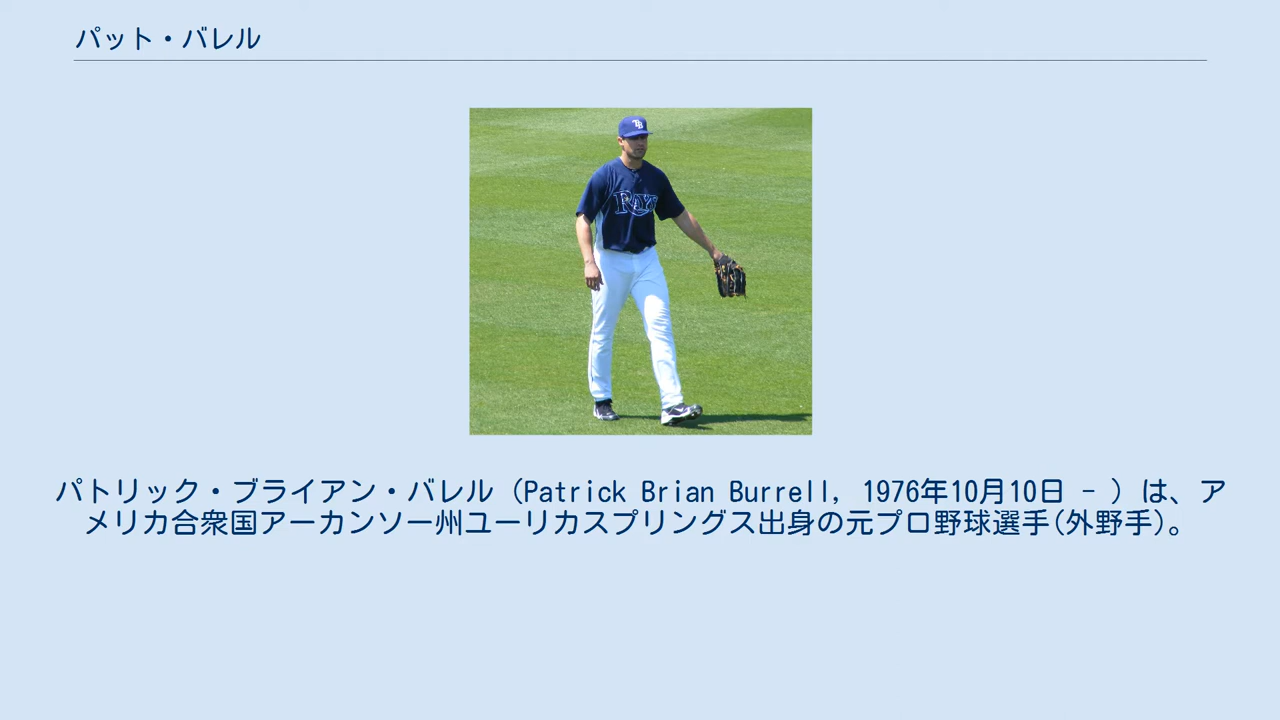 パット・バレル
TB
RAYS
パトリック・ブライアン・バレル（Patrick Brian Burrell, 1976年10月10日 - ）は、ア
メリカ合衆国アーカンソー州ユーリカスプリングス出身の元プロ野球選手(外野手)。